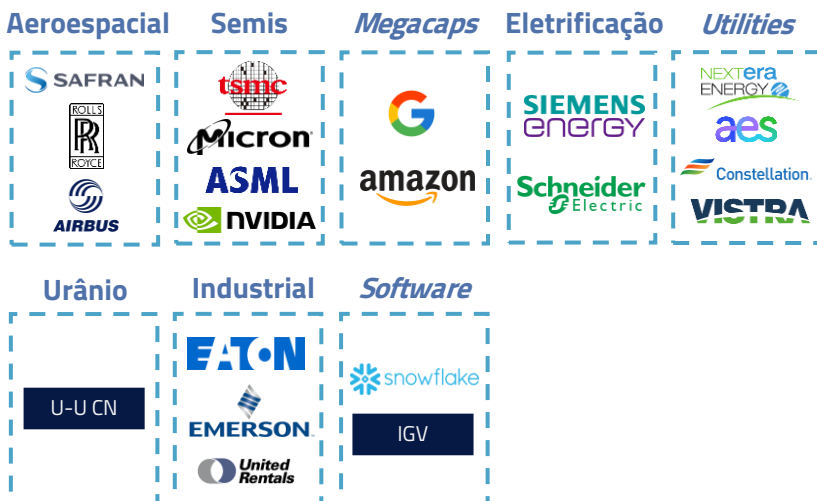 Aeroespacial
SAFRAN
ROLLS
RR
ROYCE
AIRBUS
Semis
tsmc
Micron
ASML
NVIDIA
Megacaps
G
amazon
Eletrificação
SIEMENS
energy
Schneider
Electric
Utilities
NEXTera
ENERGY
aes
Constellation.
VISTRA
Urânio
U-U CN
Industrial
EATON
EMERSON.
United
Rentals
Software
snowflake
IGV